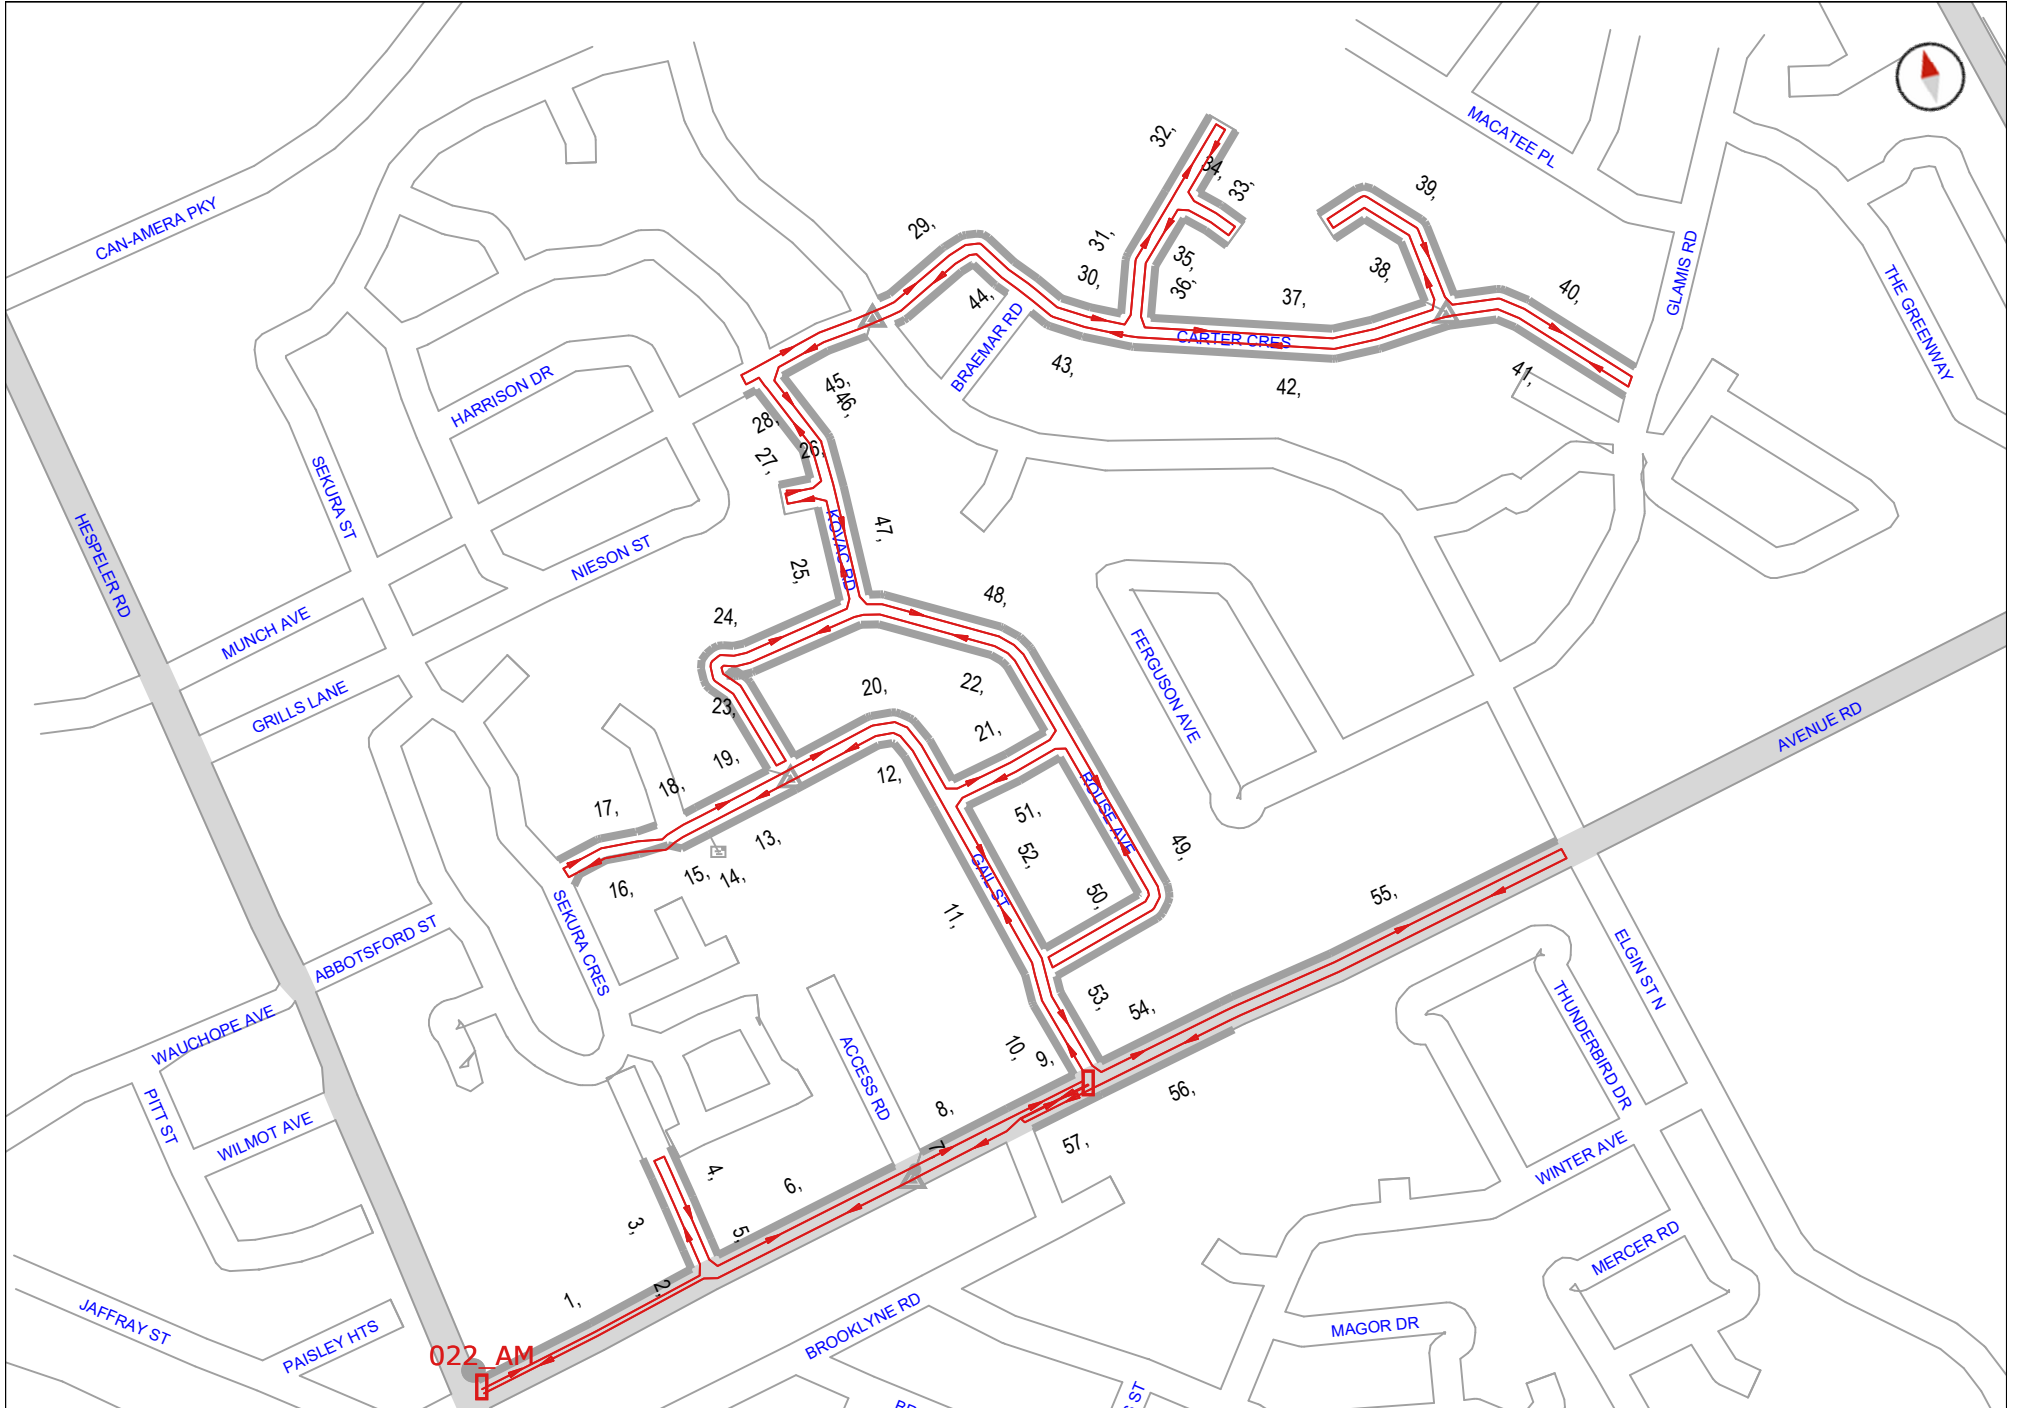 MACATEE PL
32,
34,
33,
39,
CAN-AMERA PKY
29,
31,
30,
35,
36,
38,
37,
40,
GLAMIS RD
THE GREENWAY
44,
BRAEMAR RD
CARTER CRES
43,
42,
41,
HARRISON DR
45,
46,
28,
26,
27,
SEKURA ST
HESPELER RD
NIESON ST
KOVAC RD
47,
25,
48,
24,
MUNCH AVE
GRILLS LANE
FERGUSON AVE
20,
22,
23,
21,
AVENUE RD
19,
18,
17,
12,
13,
51,
ROUSE AVE
52,
49,
GAIL ST
50,
16,
15,
14,
11,
55,
SEKURA CRES
ABBOTSFORD ST
WAUCHOPE AVE
PITT ST
WILMOT AVE
ACCESS RD
53,
54,
10,
9,
56,
57,
8,
7,
ELGIN ST N
THUNDERBIRD DR
WINTER AVE
4,
6,
3,
5,
2,
1,
MERCER RD
JAFFRAY ST
PAISLEY HTS
022_AM
BROOKLYNE RD
MAGOR DR